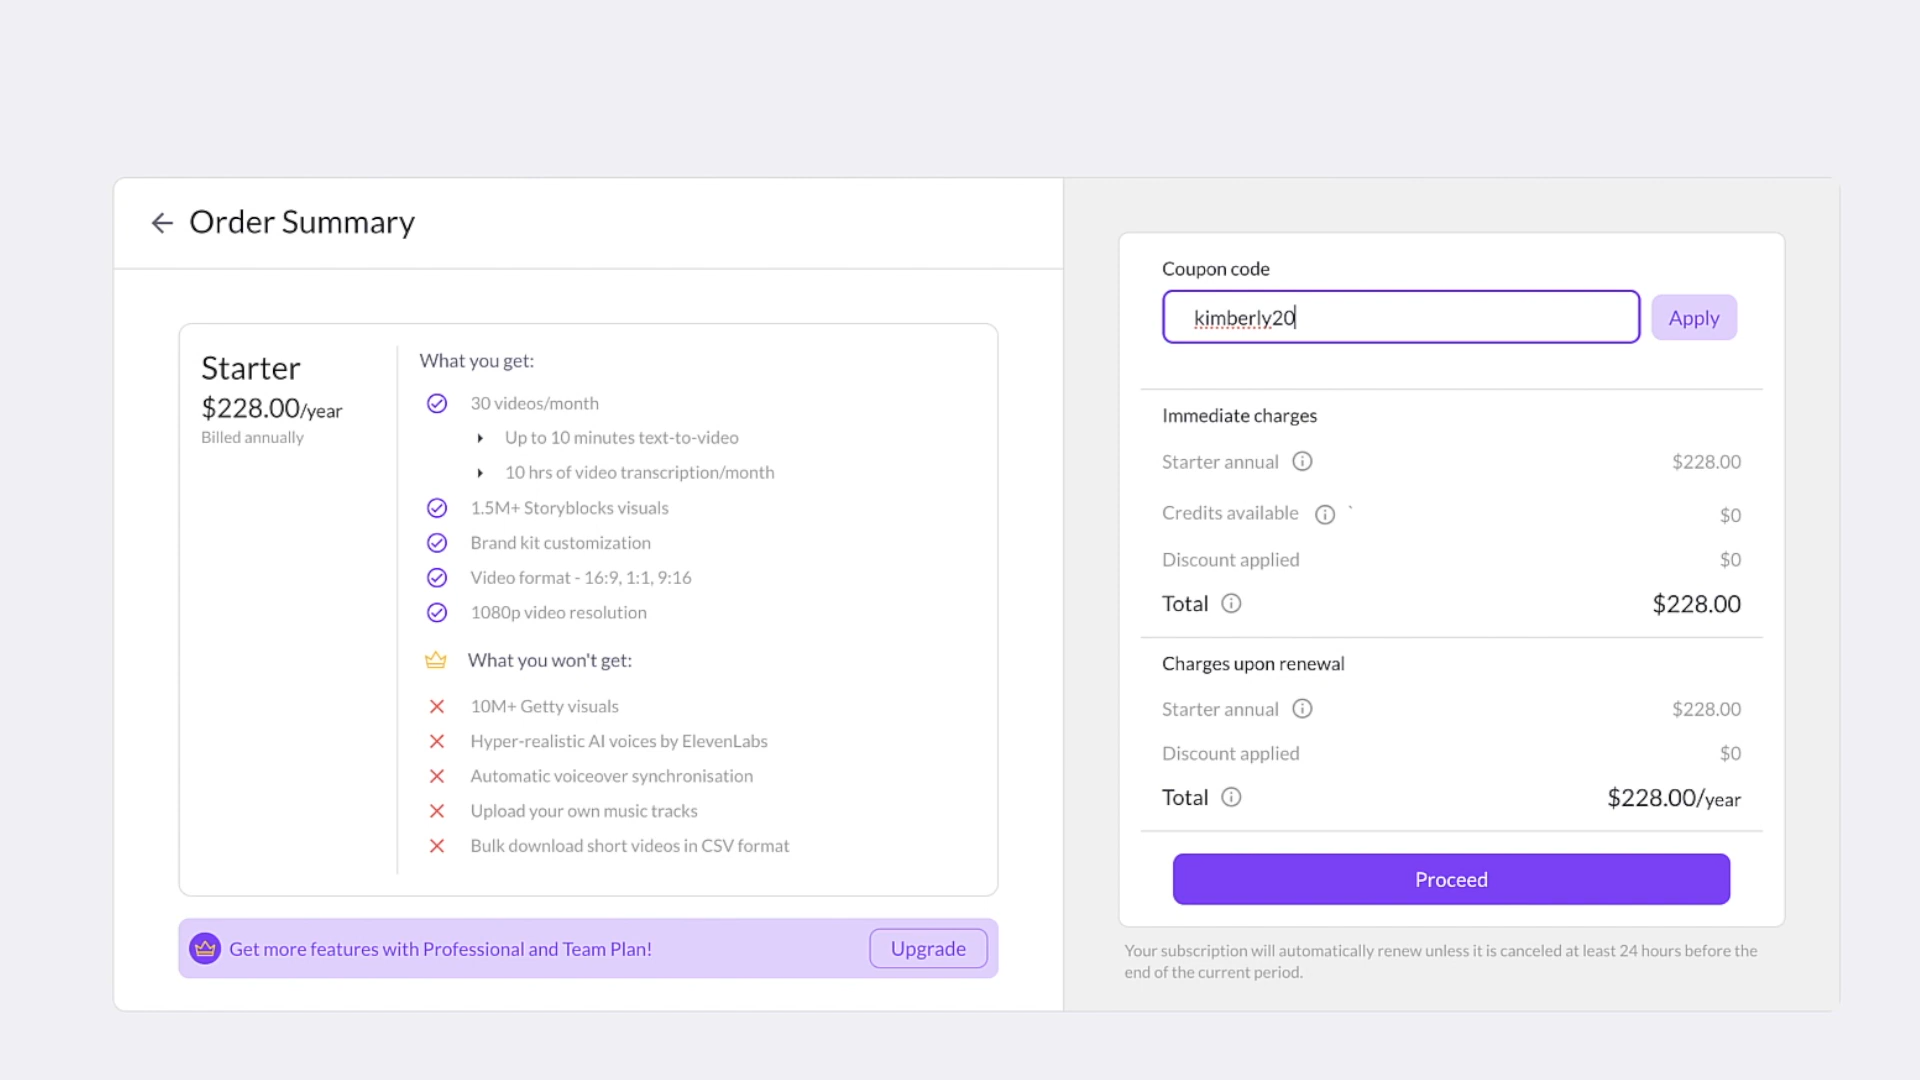 Order Summary
Starter
$228.00/year
Billed annually
What you get:
30 videos/month
Up to 10 minutes text-to-video
10 hrs of video transcription/month
1.5M+ Storyblocks visuals
Brand kit customization
Video format - 16:9, 1:1, 9:16
1080p video resolution
What you won't get:
10M+ Getty visuals
Hyper-realistic AI voices by ElevenLabs
Automatic voiceover synchronisation
Upload your own music tracks
Bulk download short videos in CSV format
Get more features with Professional and Team Plan!
Upgrade
Coupon code
kimberly20
Apply
Immediate charges
Starter annual $228.00
Credits available ` $0
Discount applied $0
Total $228.00
Charges upon renewal
Starter annual $228.00
Discount applied $0
Total $228.00/year
Proceed
Your subscription will automatically renew unless it is canceled at least 24 hours before the
end of the current period.